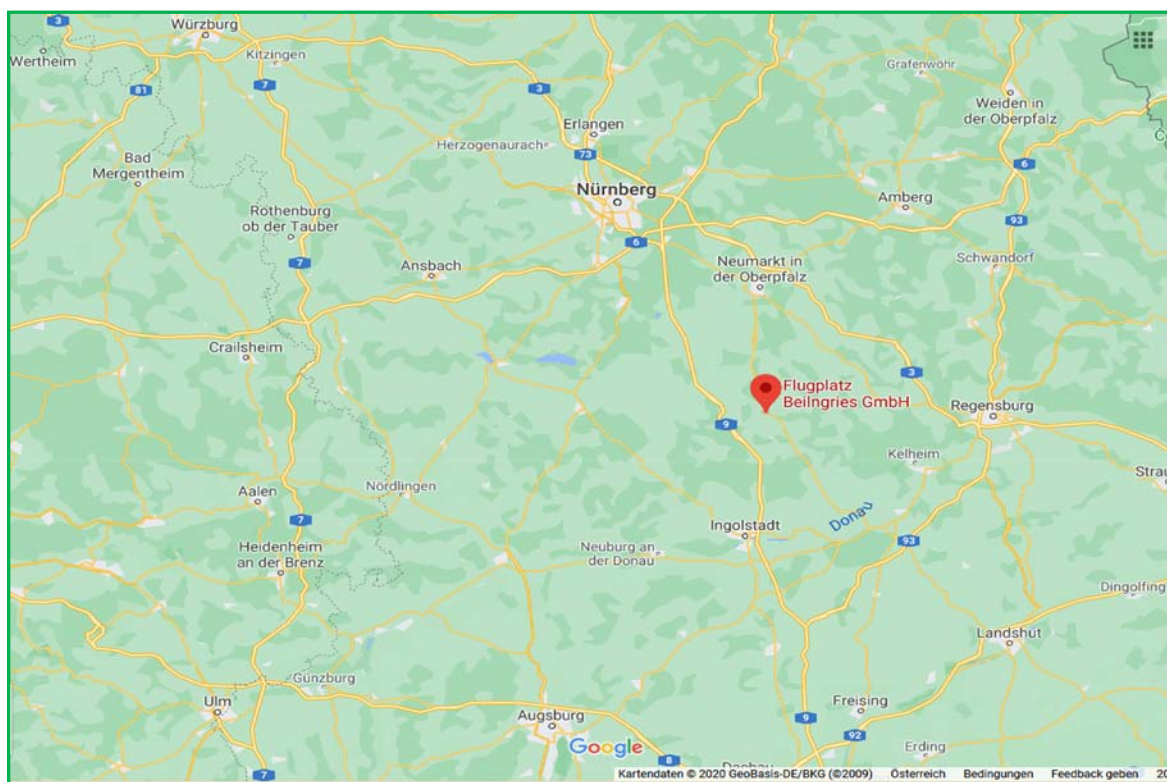 3
Würzburg
Wertheim
Kitzingen
Grafenwöhr
81
7
3
Weiden in
der Oberpfalz
Erlangen
Herzogenaurach
73
Bad
Mergentheim
6
Nürnberg
Amberg
Rothenburg
ob der Tauber
93
6
7
Ansbach
Neumarkt in
der Oberpfalz
Schwandorf
Crailsheim
3
Flugplatz
Beilngries GmbH
9
Regensburg
Kelheim
Nördlingen
Aalen
7
Donau
Ingolstadt
93
Heidenheim
an der Brenz
Neuburg an
der Donau
Dingolfing
Landshut
Günzburg
Ulm
Freising
Augsburg
9
92
Google
Erding
8
7
Kartendaten © 2020 GeoBasis-DE/BKG (©2009) Österreich Bedingungen Feedback geben